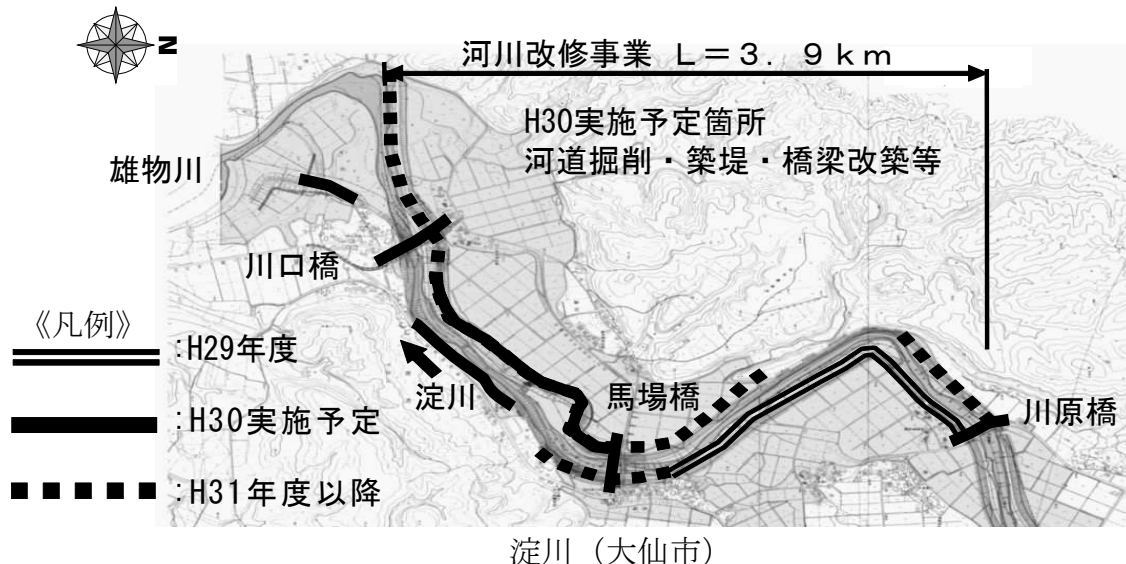 N
河川改修事業 L=3.9km
H30実施予定箇所
河道掘削・築堤・橋梁改築等
雄物川
川口橋
《凡例》
:H29年度
淀川
馬場橋
川原橋
:H30実施予定
:H31年度以降
淀川（大仙市）